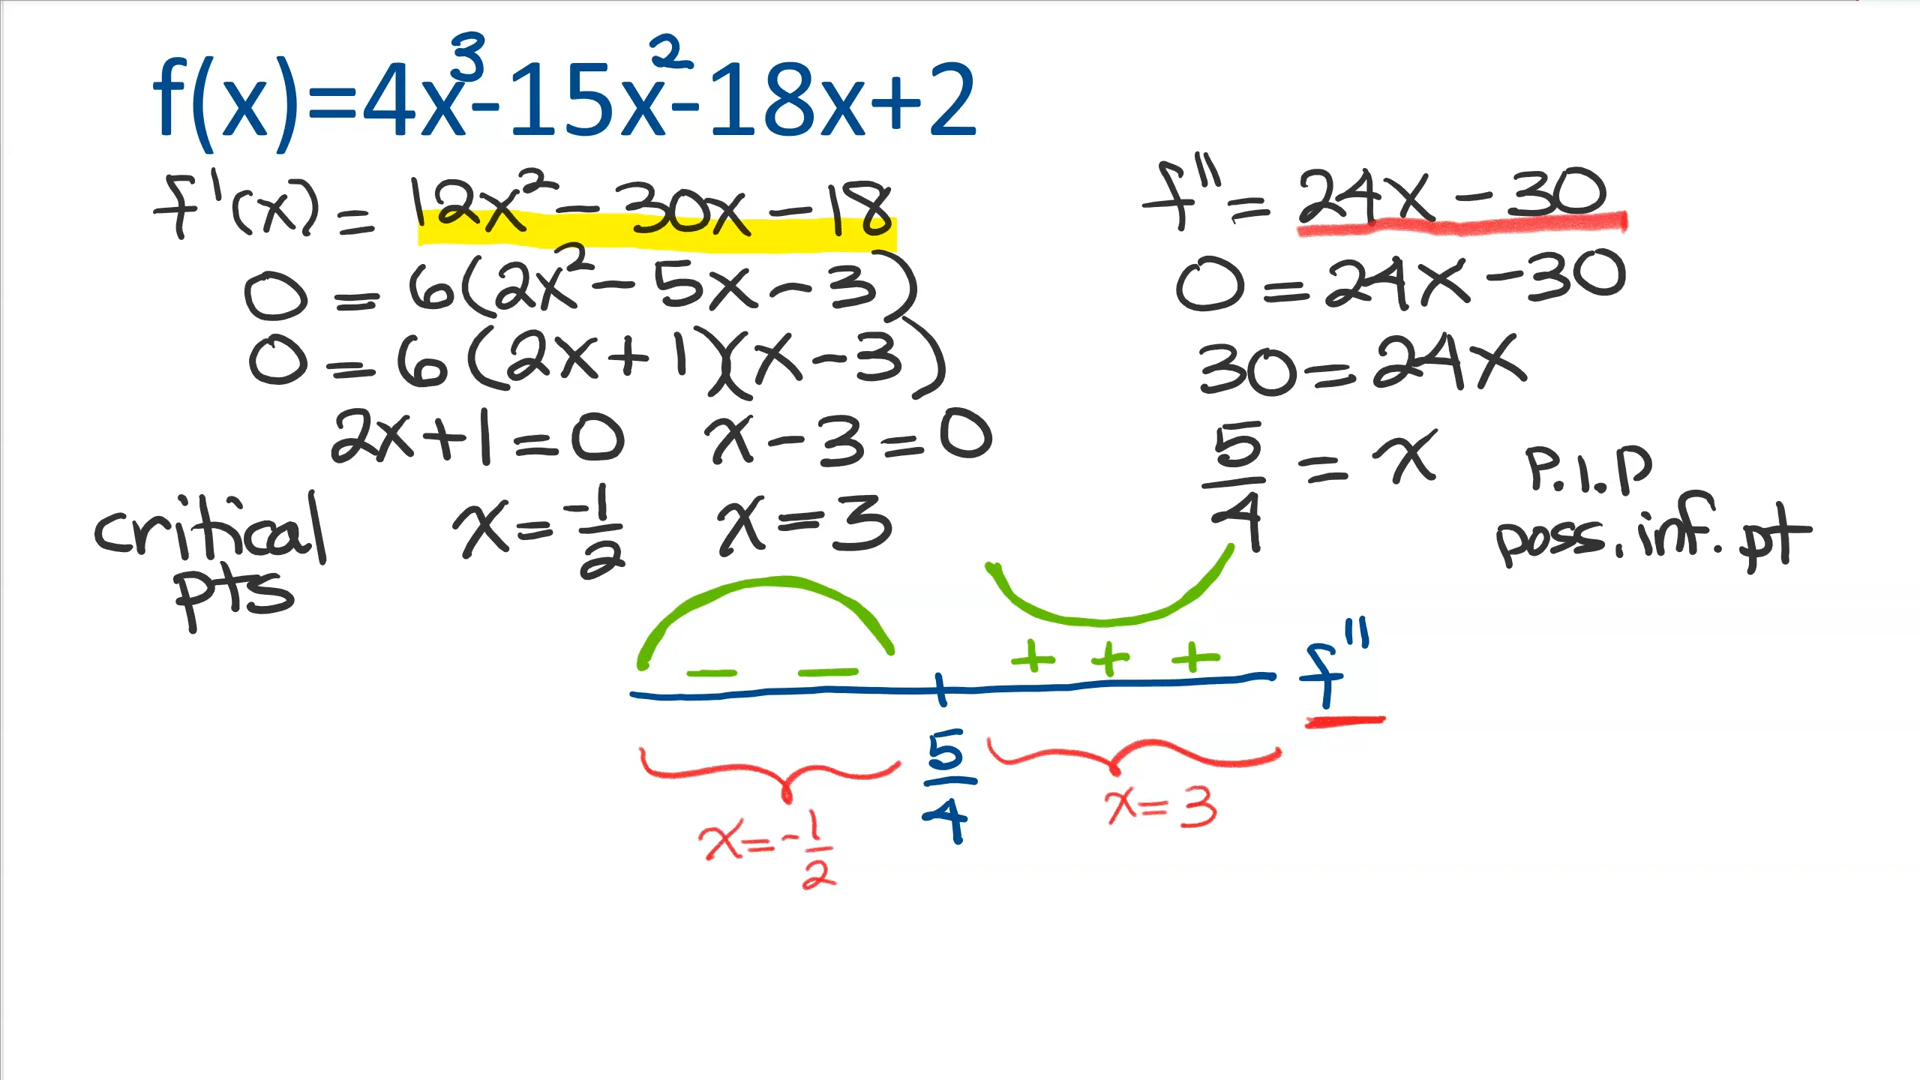 f(x)=4x³-15x²-18x+2
f'(x) = 12x² - 30x - 18
0 = 6(2x² - 5x - 3)
0 = 6(2x+1)(x-3)
2x+1=0 x-3=0
critical pts x=-1/2 x=3
f''= 24x-30
0=24x-30
30=24x
5/4 = x P.I.P
poss. inf. pt
— — + + + f''
5/4
x=-1/2 x=3